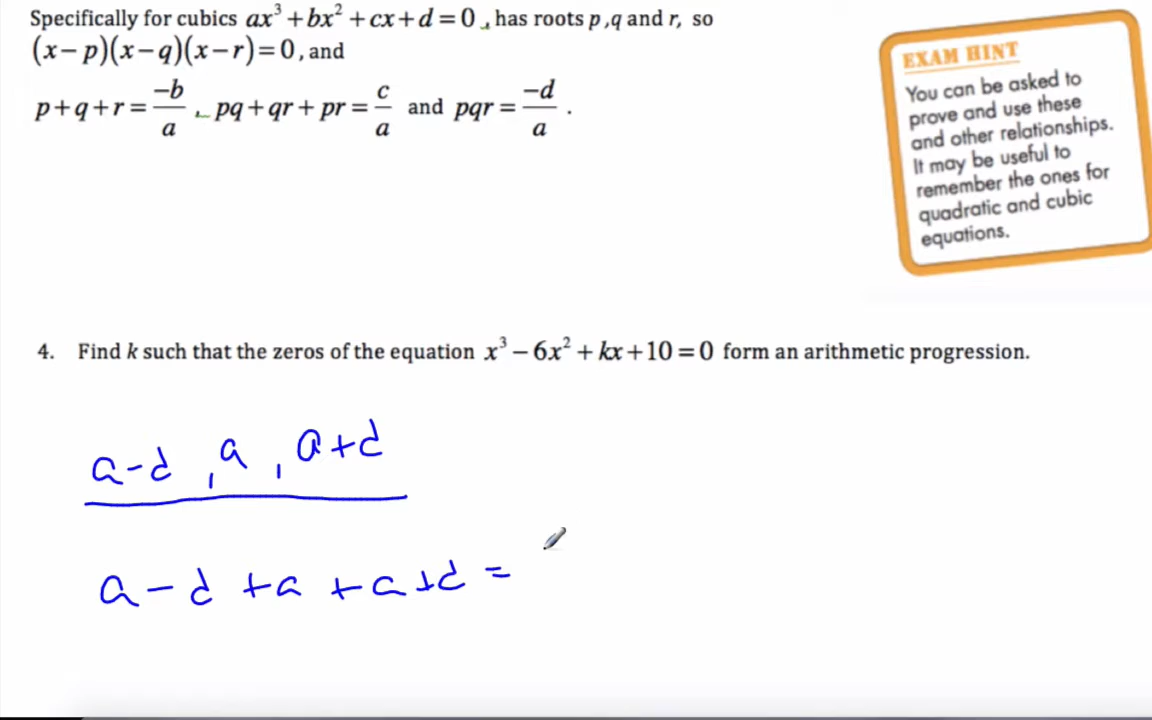 Specifically for cubics ax³ + bx² + cx + d = 0 , has roots p ,q and r, so
(x − p)(x − q)(x − r) = 0 , and
p + q + r = −b/a , pq + qr + pr = c/a and pqr = −d/a .
EXAM HINT
You can be asked to
prove and use these
and other relationships.
It may be useful to
remember the ones for
quadratic and cubic
equations.
4. Find k such that the zeros of the equation x³ − 6x² + kx + 10 = 0 form an arithmetic progression.
a-d , a , a+d
a - d + a + a + d =